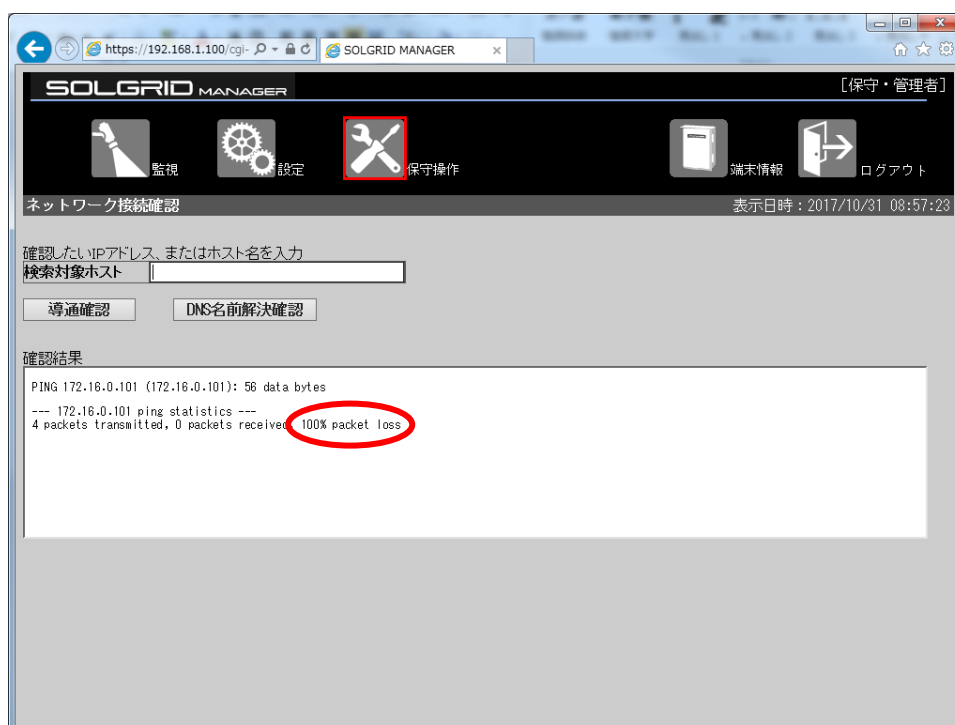 https://192.168.1.100/cgi-
SOLGRID MANAGER
SOLGRID MANAGER
[保守・管理者]
監視
設定
保守操作
端末情報
ログアウト
ネットワーク接続確認
表示日時：2017/10/31 08:57:23
確認したいIPアドレス、またはホスト名を入力
検索対象ホスト
導通確認
DNS名前解決確認
確認結果
PING 172.16.0.101 (172.16.0.101): 56 data bytes
--- 172.16.0.101 ping statistics ---
4 packets transmitted, 0 packets received, 100% packet loss